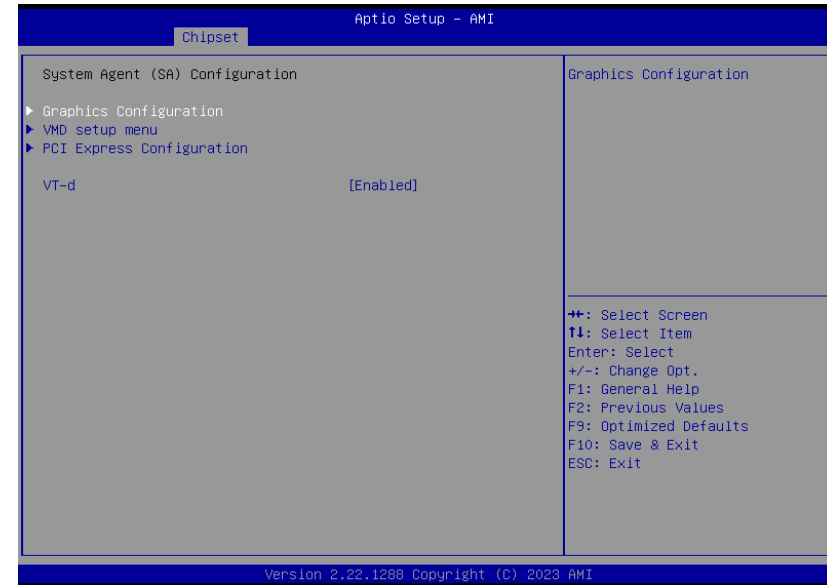 Aptio Setup – AMI
Chipset
System Agent (SA) Configuration
Graphics Configuration
VMD setup menu
PCI Express Configuration
VT-d [Enabled]
Graphics Configuration
→←: Select Screen
↑↓: Select Item
Enter: Select
+/-: Change Opt.
F1: General Help
F2: Previous Values
F9: Optimized Defaults
F10: Save & Exit
ESC: Exit
Version 2.22.1288 Copyright (C) 2023 AMI